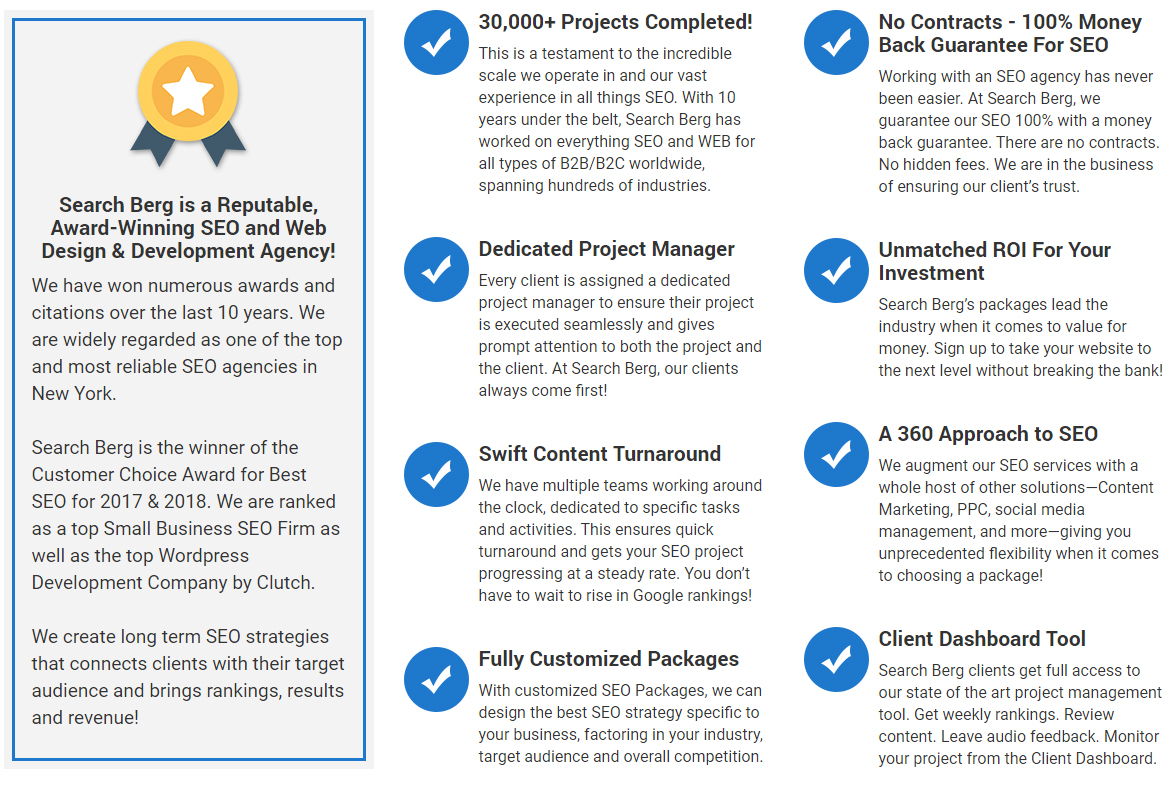 Search Berg is a Reputable,
Award-Winning SEO and Web
Design & Development Agency!
We have won numerous awards and
citations over the last 10 years. We
are widely regarded as one of the top
and most reliable SEO agencies in
New York.
Search Berg is the winner of the
Customer Choice Award for Best
SEO for 2017 & 2018. We are ranked
as a top Small Business SEO Firm as
well as the top Wordpress
Development Company by Clutch.
We create long term SEO strategies
that connects clients with their target
audience and brings rankings, results
and revenue!
30,000+ Projects Completed!
This is a testament to the incredible
scale we operate in and our vast
experience in all things SEO. With 10
years under the belt, Search Berg has
worked on everything SEO and WEB for
all types of B2B/B2C worldwide,
spanning hundreds of industries.
Dedicated Project Manager
Every client is assigned a dedicated
project manager to ensure their project
is executed seamlessly and gives
prompt attention to both the project and
the client. At Search Berg, our clients
always come first!
Swift Content Turnaround
We have multiple teams working around
the clock, dedicated to specific tasks
and activities. This ensures quick
turnaround and gets your SEO project
progressing at a steady rate. You don’t
have to wait to rise in Google rankings!
Fully Customized Packages
With customized SEO Packages, we can
design the best SEO strategy specific to
your business, factoring in your industry,
target audience and overall competition.
No Contracts - 100% Money
Back Guarantee For SEO
Working with an SEO agency has never
been easier. At Search Berg, we
guarantee our SEO 100% with a money
back guarantee. There are no contracts.
No hidden fees. We are in the business
of ensuring our client’s trust.
Unmatched ROI For Your
Investment
Search Berg’s packages lead the
industry when it comes to value for
money. Sign up to take your website to
the next level without breaking the bank!
A 360 Approach to SEO
We augment our SEO services with a
whole host of other solutions—Content
Marketing, PPC, social media
management, and more—giving you
unprecedented flexibility when it comes
to choosing a package!
Client Dashboard Tool
Search Berg clients get full access to
our state of the art project management
tool. Get weekly rankings. Review
content. Leave audio feedback. Monitor
your project from the Client Dashboard.